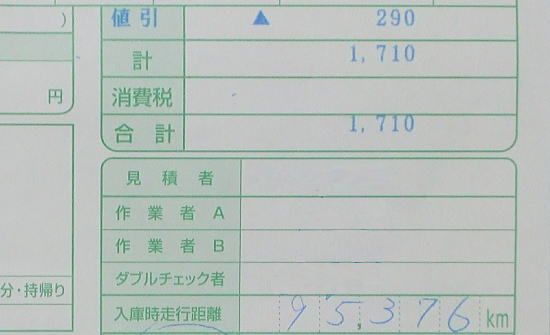 )
値引 ▲ 290
計 1,710
円
消費税
合計 1,710
見積者
作業者A
作業者B
ダブルチェック者
分・持帰り
入庫時走行距離 95,376 km